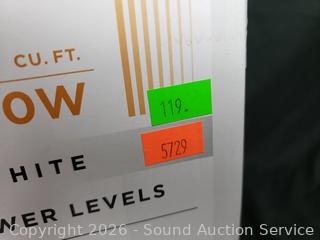 CU. FT.
OW
119.
5729
HITE
WER LEVELS
Copyright 2026 - Sound Auction Service